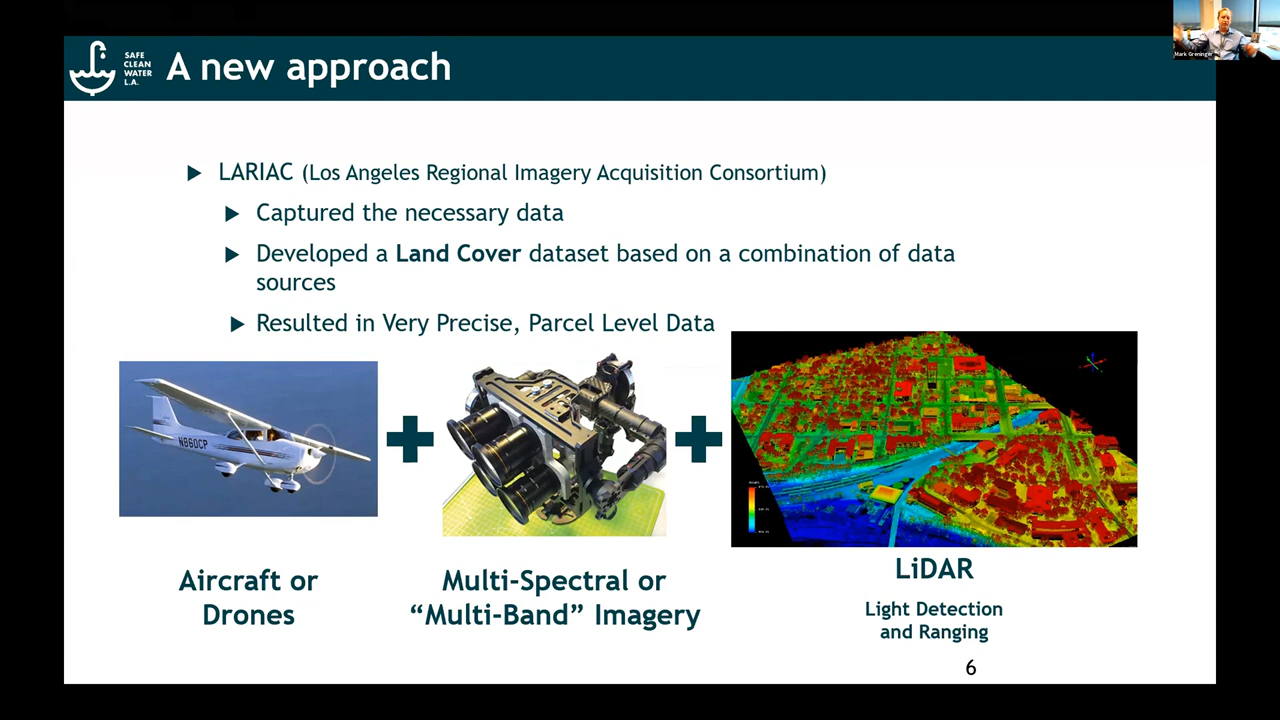 SAFE
CLEAN
WATER
L.A.
A new approach
Mark Greninger
LARIAC (Los Angeles Regional Imagery Acquisition Consortium)
Captured the necessary data
Developed a Land Cover dataset based on a combination of data
sources
Resulted in Very Precise, Parcel Level Data
N860CP
Aircraft or
Drones
Multi-Spectral or
“Multi-Band” Imagery
LiDAR
Light Detection
and Ranging
6